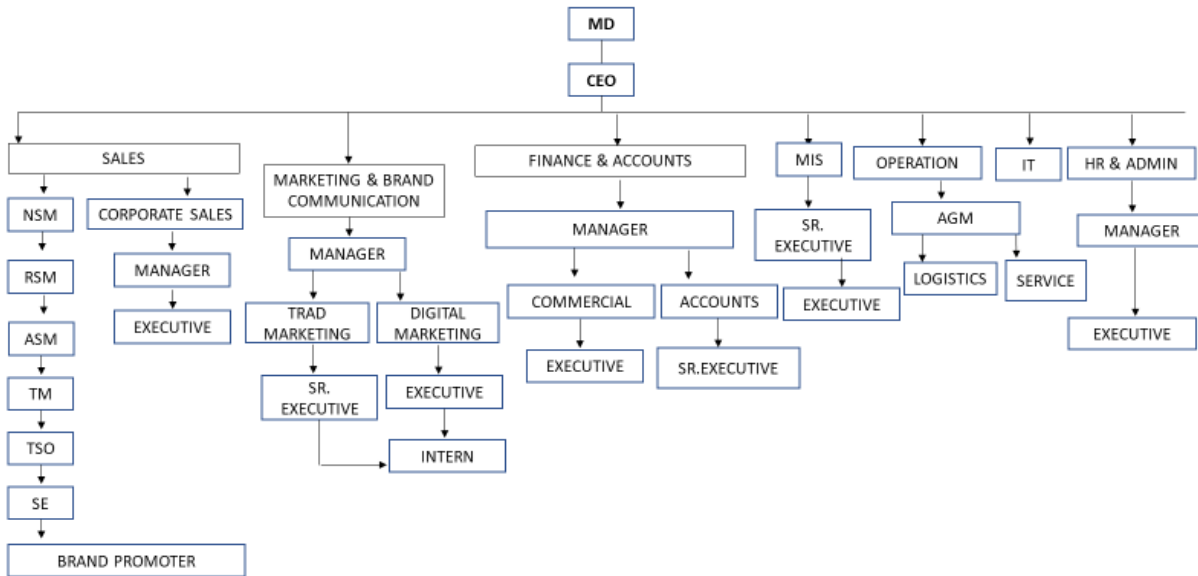 MD
CEO
SALES
MARKETING & BRAND
COMMUNICATION
FINANCE & ACCOUNTS
MIS
OPERATION
IT
HR & ADMIN
NSM
CORPORATE SALES
MANAGER
MANAGER
SR.
EXECUTIVE
AGM
MANAGER
RSM
MANAGER
COMMERCIAL
ACCOUNTS
EXECUTIVE
LOGISTICS
SERVICE
ASM
EXECUTIVE
TRAD
MARKETING
DIGITAL
MARKETING
EXECUTIVE
SR.EXECUTIVE
EXECUTIVE
TM
SR.
EXECUTIVE
EXECUTIVE
TSO
INTERN
SE
BRAND PROMOTER